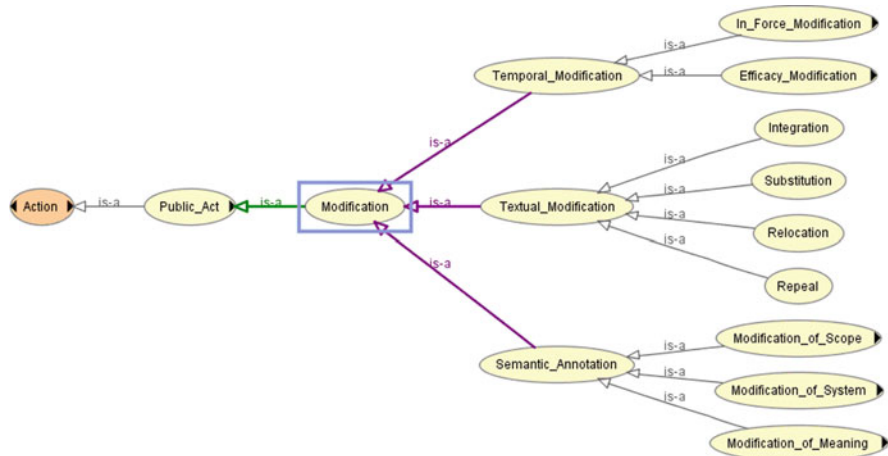 In_Force_Modification
is-a
Temporal_Modification
is-a
Efficacy_Modification
is-a
Integration
is-a
is-a
Substitution
Action
is-a
Public_Act
is-a
Modification
is-a
Textual_Modification
is-a
Relocation
is-a
Repeal
is-a
Modification_of_Scope
is-a
Semantic_Annotation
is-a
Modification_of_System
is-a
Modification_of_Meaning